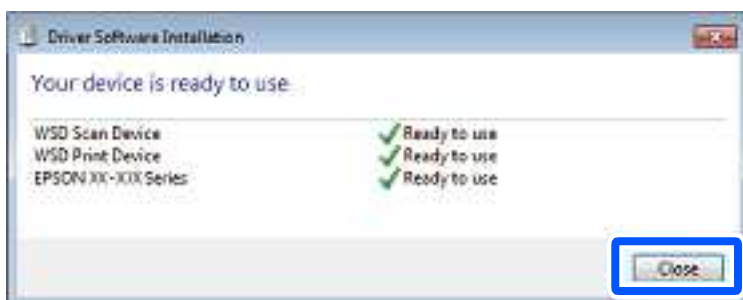 Driver Software Installation
Your device is ready to use
WSD Scan Device Ready to use
WSD Print Device Ready to use
EPSON XX-XXX Series Ready to use
Close